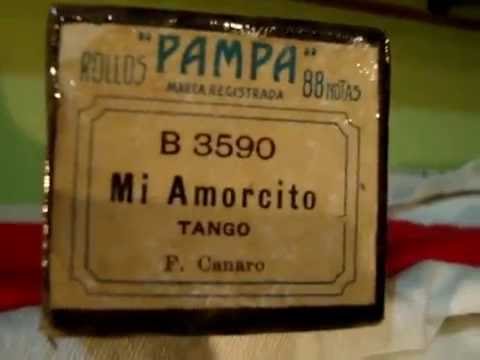 ROLLOS "PAMPA" 88 NOTAS
MARCA REGISTRADA
B 3590
Mi Amorcito
TANGO
F. Canaro